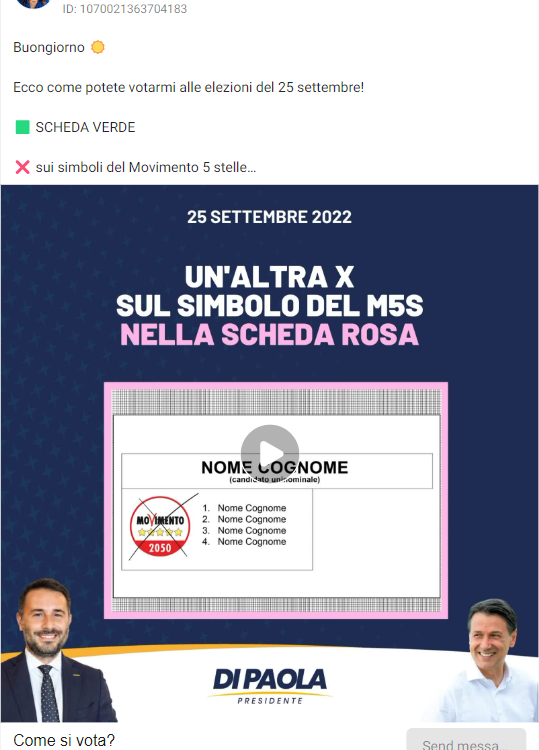 ID: 1070021363704183
Buongiorno
Ecco come potete votarmi alle elezioni del 25 settembre!
SCHEDA VERDE
sui simboli del Movimento 5 stelle...
25 SETTEMBRE 2022
UN'ALTRA X
SUL SIMBOLO DEL M5S
NELLA SCHEDA ROSA
NOME COGNOME
(candidato uninominale)
MOVIMENTO
2050
1. Nome Cognome
2. Nome Cognome
3. Nome Cognome
4. Nome Cognome
DI PAOLA
PRESIDENTE
Come si vota?
Send messa...